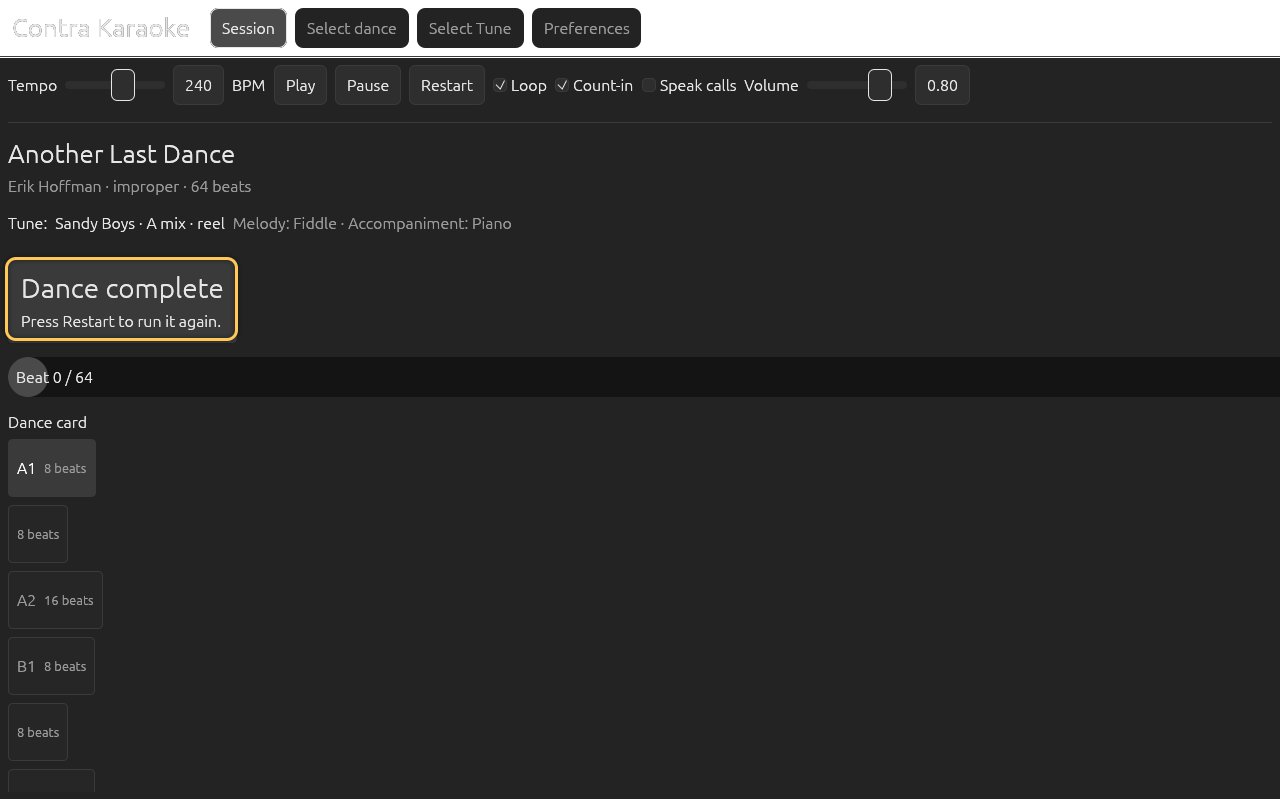 Contra Karaoke Session Select dance Select Tune Preferences
Tempo 240 BPM Play Pause Restart Loop Count-in Speak calls Volume 0.80
Another Last Dance
Erik Hoffman · improper · 64 beats
Tune: Sandy Boys · A mix · reel Melody: Fiddle · Accompaniment: Piano
Dance complete
Press Restart to run it again.
Beat 0 / 64
Dance card
A1 8 beats
8 beats
A2 16 beats
B1 8 beats
8 beats